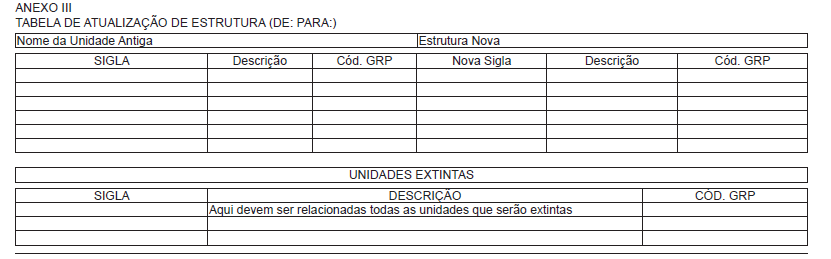 ANEXO III
TABELA DE ATUALIZAÇÃO DE ESTRUTURA (DE: PARA:)
Nome da Unidade Antiga Estrutura Nova
SIGLA Descrição Cód. GRP Nova Sigla Descrição Cód. GRP
UNIDADES EXTINTAS
SIGLA DESCRIÇÃO CÓD. GRP
Aqui devem ser relacionadas todas as unidades que serão extintas